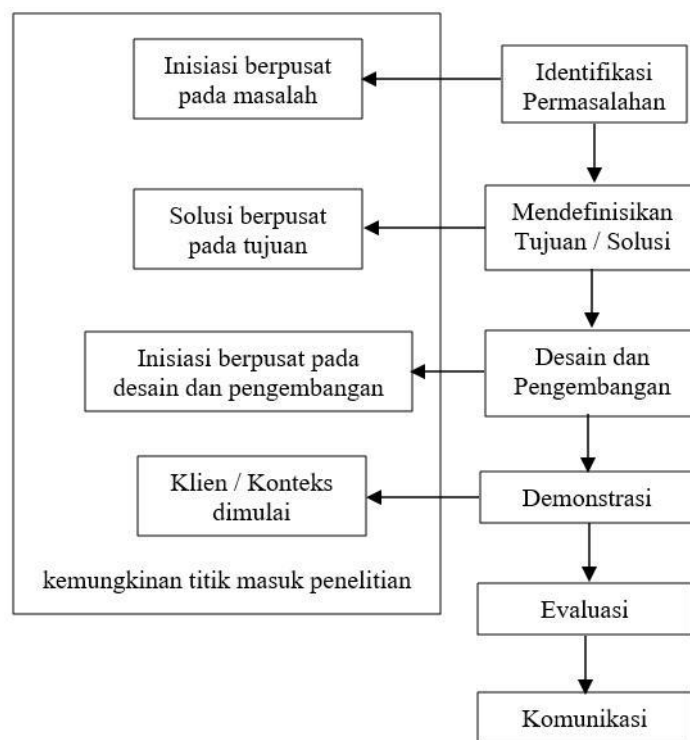 Inisiasi berpusat
pada masalah
Identifikasi
Permasalahan
Solusi berpusat
pada tujuan
Mendefinisikan
Tujuan / Solusi
Inisiasi berpusat pada
desain dan pengembangan
Desain dan
Pengembangan
Klien / Konteks
dimulai
Demonstrasi
kemungkinan titik masuk penelitian
Evaluasi
Komunikasi